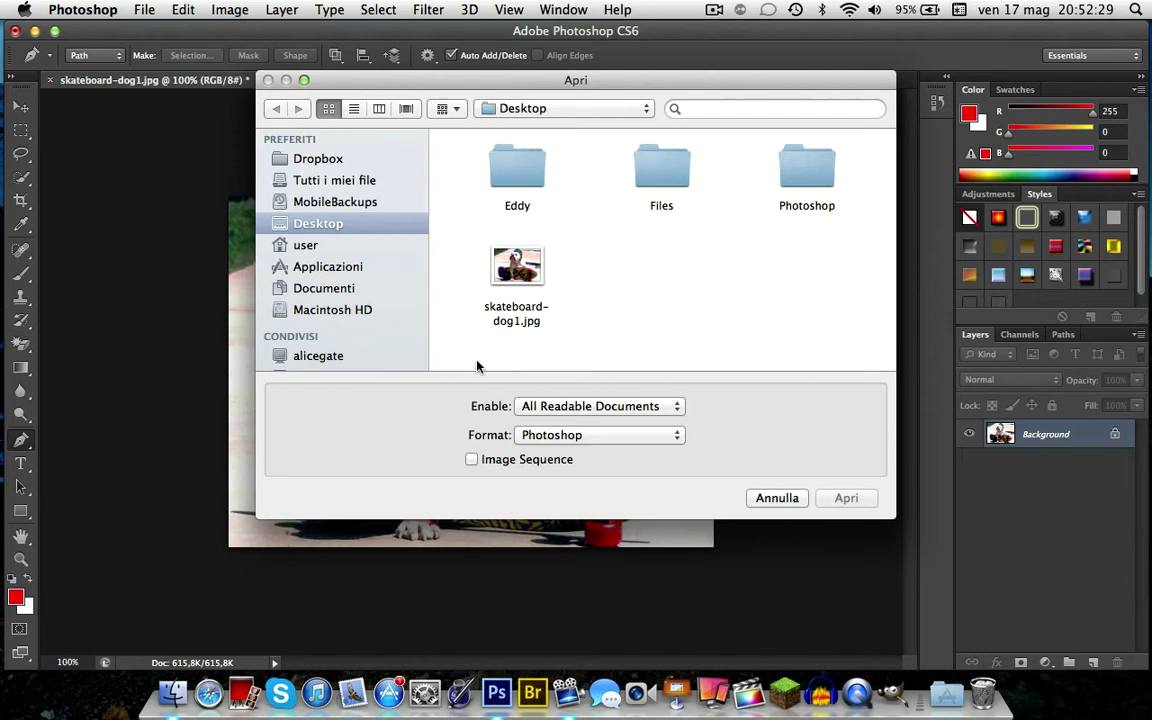 Photoshop File Edit Image Layer Type Select Filter 3D View Window Help 95% ven 17 mag 20:52:29
Adobe Photoshop CS6
Path Make: Selection... Mask Shape Auto Add/Delete Align Edges Essentials
skateboard-dog1.jpg @ 100% (RGB/8#) *
Apri
Desktop
PREFERITI
Dropbox
Tutti i miei file
MobileBackups
Desktop
user
Applicazioni
Documenti
Macintosh HD
CONDIVISI
alicegate
Eddy Files Photoshop
skateboard-
dog1.jpg
Enable: All Readable Documents
Format: Photoshop
Image Sequence
Annulla Apri
Color Swatches
R 255
G 0
B 0
Adjustments Styles
Layers Channels Paths
Kind
Normal Opacity: 100%
Lock: Fill: 100%
Background
100% Doc: 615,8K/615,8K
Ps Br